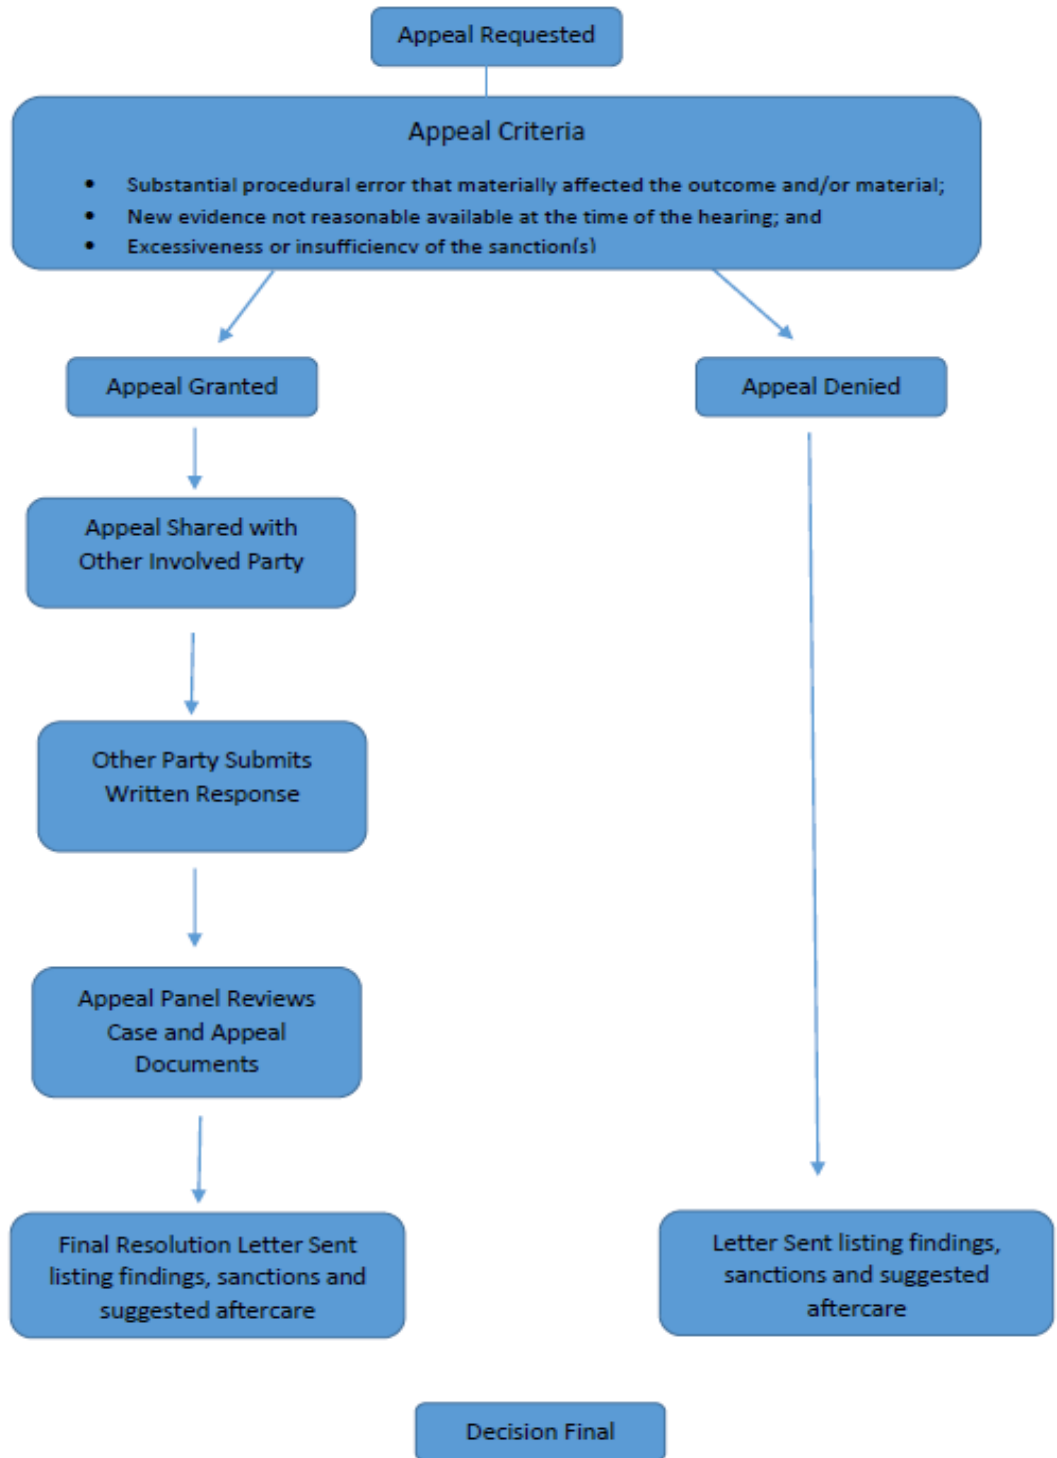 Appeal Requested
Appeal Criteria
• Substantial procedural error that materially affected the outcome and/or material;
• New evidence not reasonable available at the time of the hearing; and
• Excessiveness or insufficiency of the sanction(s)
Appeal Granted
Appeal Denied
Appeal Shared with
Other Involved Party
Other Party Submits
Written Response
Appeal Panel Reviews
Case and Appeal
Documents
Final Resolution Letter Sent
listing findings, sanctions and
suggested aftercare
Letter Sent listing findings,
sanctions and suggested
aftercare
Decision Final